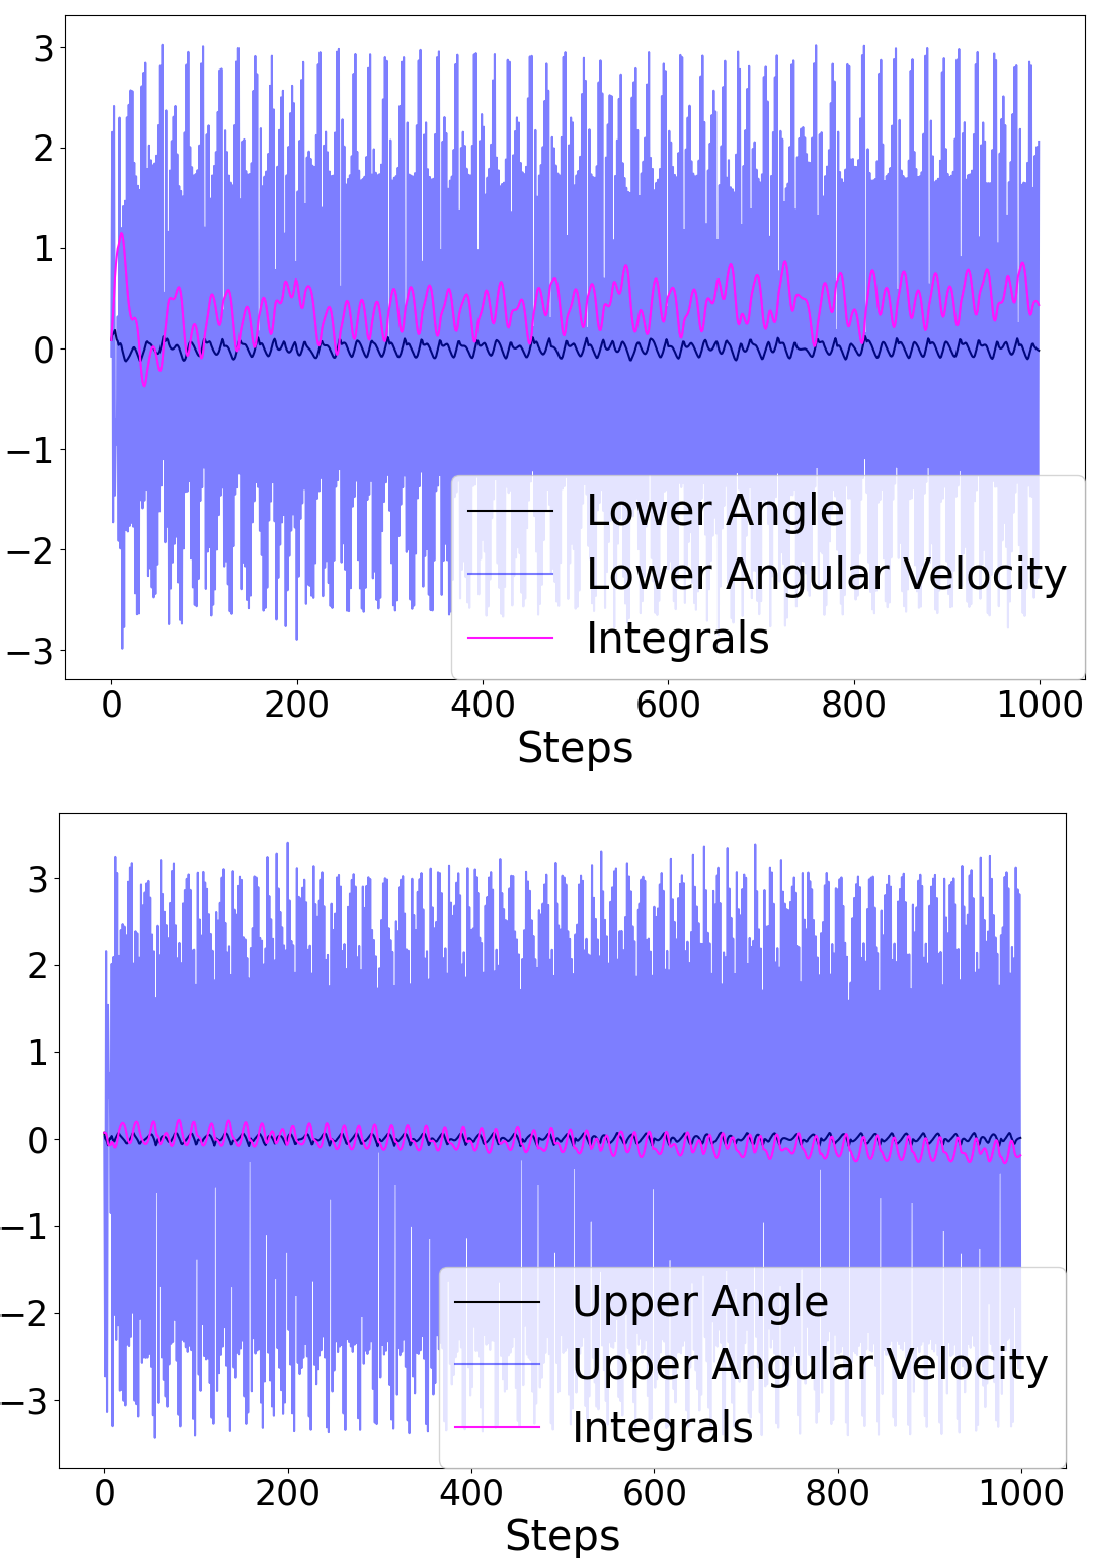 3
2
1
0
−1
−2
−3
Lower Angle
Lower Angular Velocity
Integrals
0 200 400 600 800 1000
Steps
3
2
1
0
−1
−2
−3
Upper Angle
Upper Angular Velocity
Integrals
0 200 400 600 800 1000
Steps